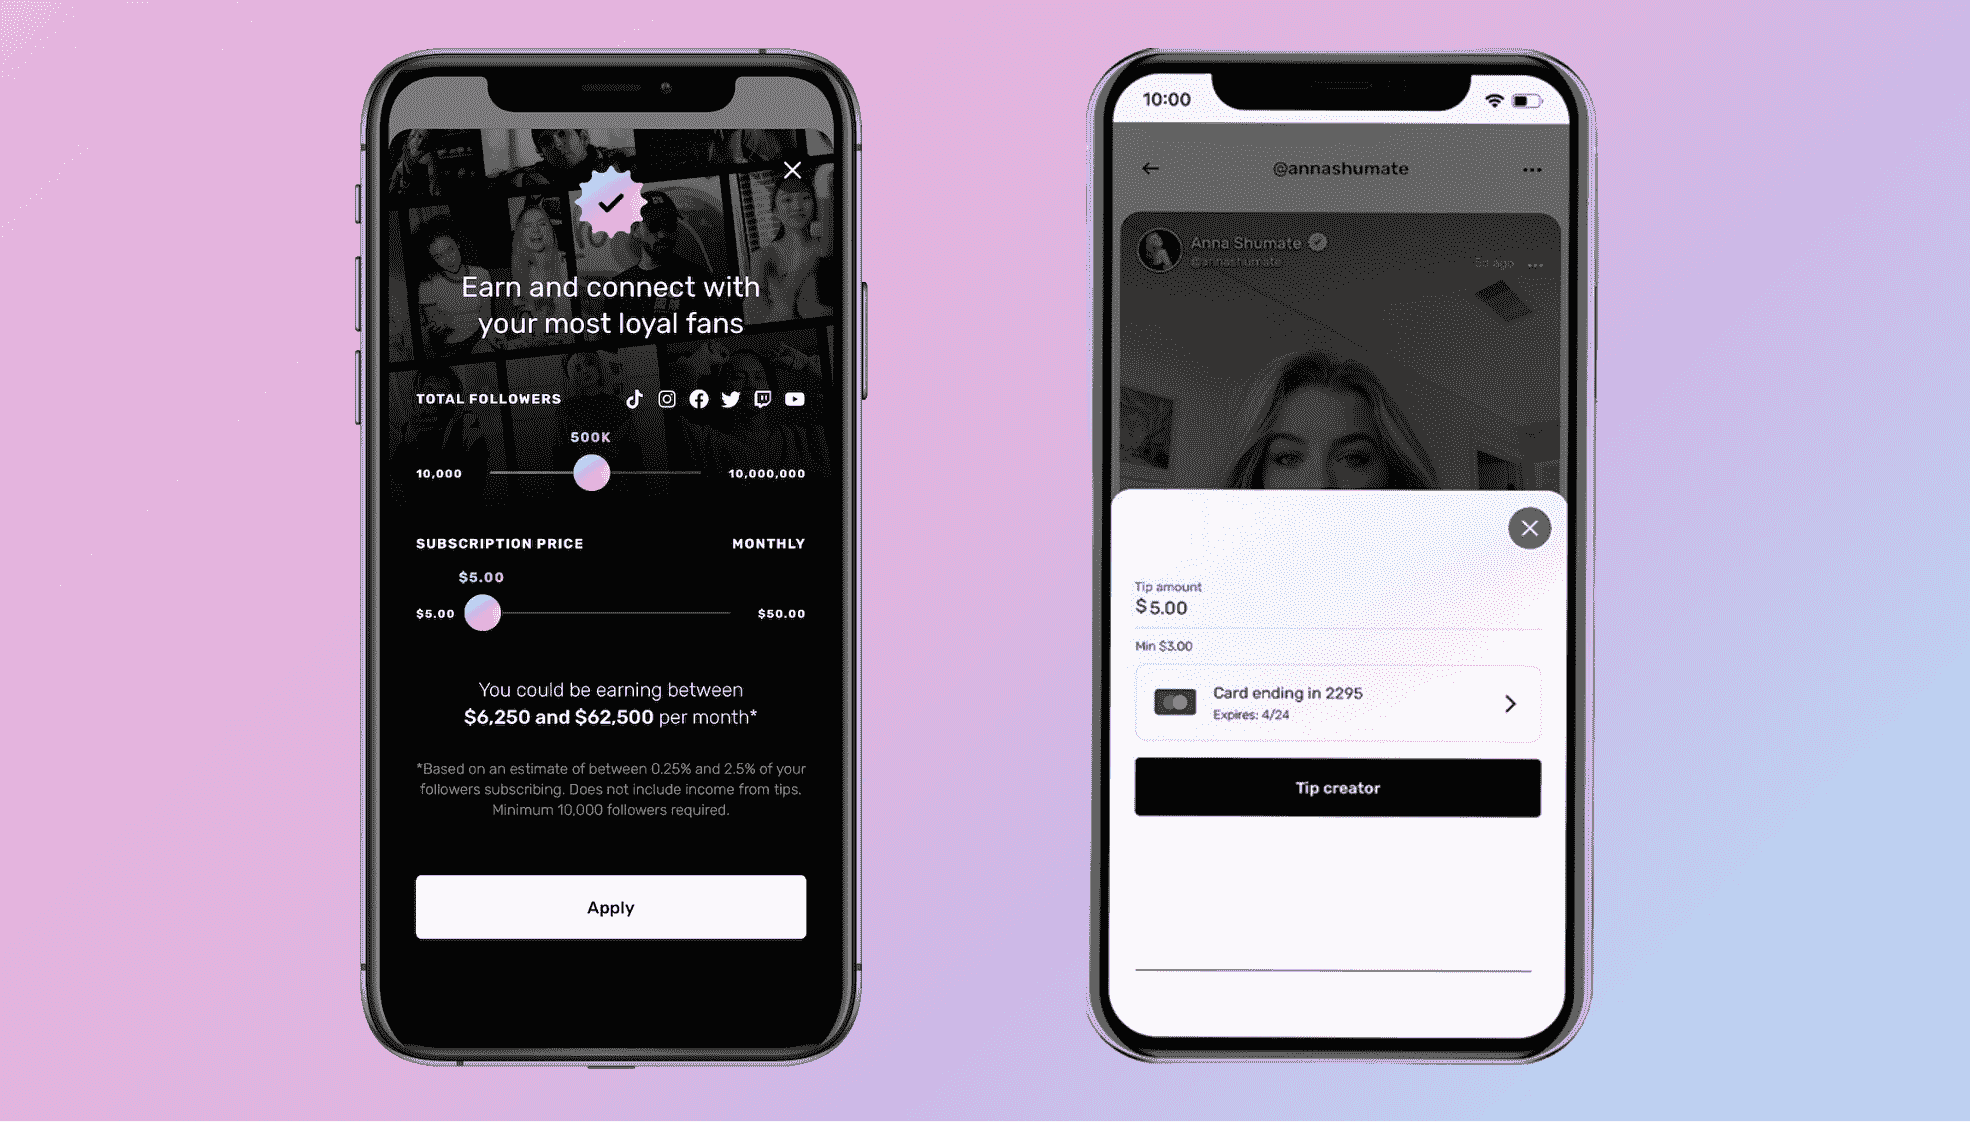 Earn and connect with
your most loyal fans
TOTAL FOLLOWERS
500K
10,000 10,000,000
SUBSCRIPTION PRICE MONTHLY
$5.00
$5.00 $50.00
You could be earning between
$6,250 and $62,500 per month*
*Based on an estimate of between 0.25% and 2.5% of your
followers subscribing. Does not include income from tips.
Minimum 10,000 followers required.
Apply
10:00
@annashumate
Anna Shumate
@annashumate
5d ago
Tip amount
$5.00
Min $3.00
Card ending in 2295
Expires: 4/24
Tip creator